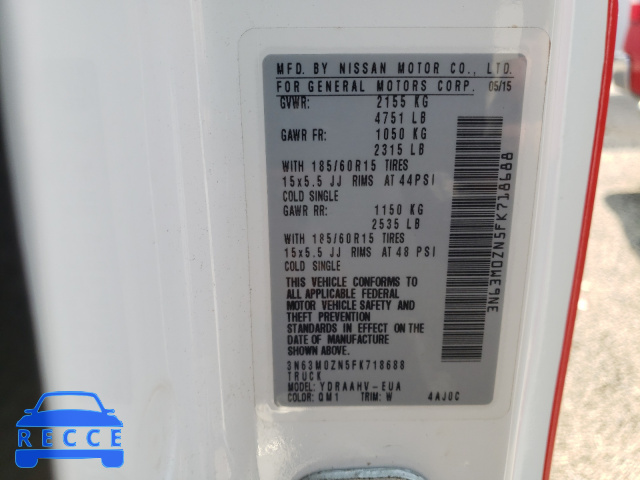 MFD. BY NISSAN MOTOR CO., LTD.
FOR GENERAL MOTORS CORP. 05/15
GVWR: 2155 KG
4751 LB
GAWR FR: 1050 KG
2315 LB
WITH 185/60R15 TIRES
15x5.5 JJ RIMS AT 44PSI
COLD SINGLE
GAWR RR: 1150 KG
2535 LB
WITH 185/60R15 TIRES
15x5.5 JJ RIMS AT 48 PSI
COLD SINGLE
THIS VEHICLE CONFORMS TO
ALL APPLICABLE FEDERAL
MOTOR VEHICLE SAFETY AND
THEFT PREVENTION
STANDARDS IN EFFECT ON THE
DATE OF MANUFACTURE
SHOWN ABOVE.
3N63M0ZN5FK718688
TRUCK
MODEL: YDRAAHV-EUA
COLOR: QM1 TRIM: W 4AJ0C
3N63M0ZN5FK718688
RECCE